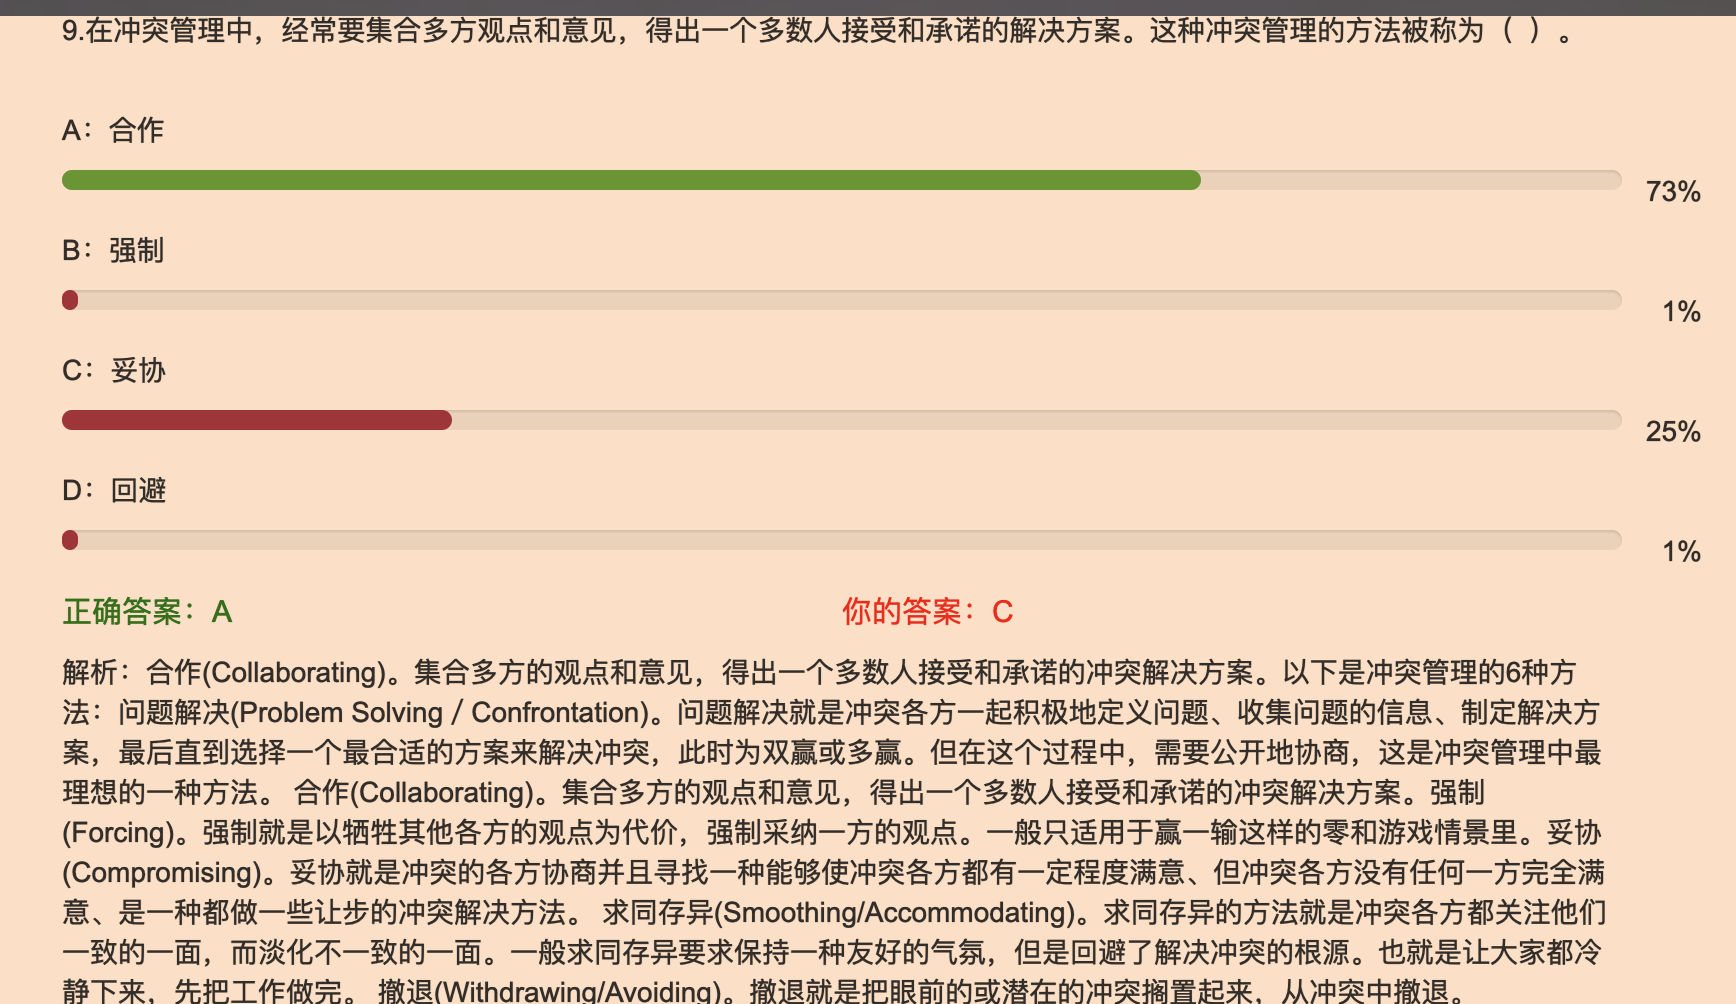 9.在冲突管理中，经常要集合多方观点和意见，得出一个多数人接受和承诺的解决方案。这种冲突管理的方法被称为（ ）。
A：合作
73%
B：强制
1%
C：妥协
25%
D：回避
1%
正确答案：A 你的答案：C
解析：合作(Collaborating)。集合多方的观点和意见，得出一个多数人接受和承诺的冲突解决方案。以下是冲突管理的6种方
法：问题解决(Problem Solving／Confrontation)。问题解决就是冲突各方一起积极地定义问题、收集问题的信息、制定解决方
案，最后直到选择一个最合适的方案来解决冲突，此时为双赢或多赢。但在这个过程中，需要公开地协商，这是冲突管理中最
理想的一种方法。 合作(Collaborating)。集合多方的观点和意见，得出一个多数人接受和承诺的冲突解决方案。强制
(Forcing)。强制就是以牺牲其他各方的观点为代价，强制采纳一方的观点。一般只适用于赢一输这样的零和游戏情景里。妥协
(Compromising)。妥协就是冲突的各方协商并且寻找一种能够使冲突各方都有一定程度满意、但冲突各方没有任何一方完全满
意、是一种都做一些让步的冲突解决方法。 求同存异(Smoothing/Accommodating)。求同存异的方法就是冲突各方都关注他们
一致的一面，而淡化不一致的一面。一般求同存异要求保持一种友好的气氛，但是回避了解决冲突的根源。也就是让大家都冷
静下来，先把工作做完。 撤退(Withdrawing/Avoiding)。撤退就是把眼前的或潜在的冲突搁置起来，从冲突中撤退。